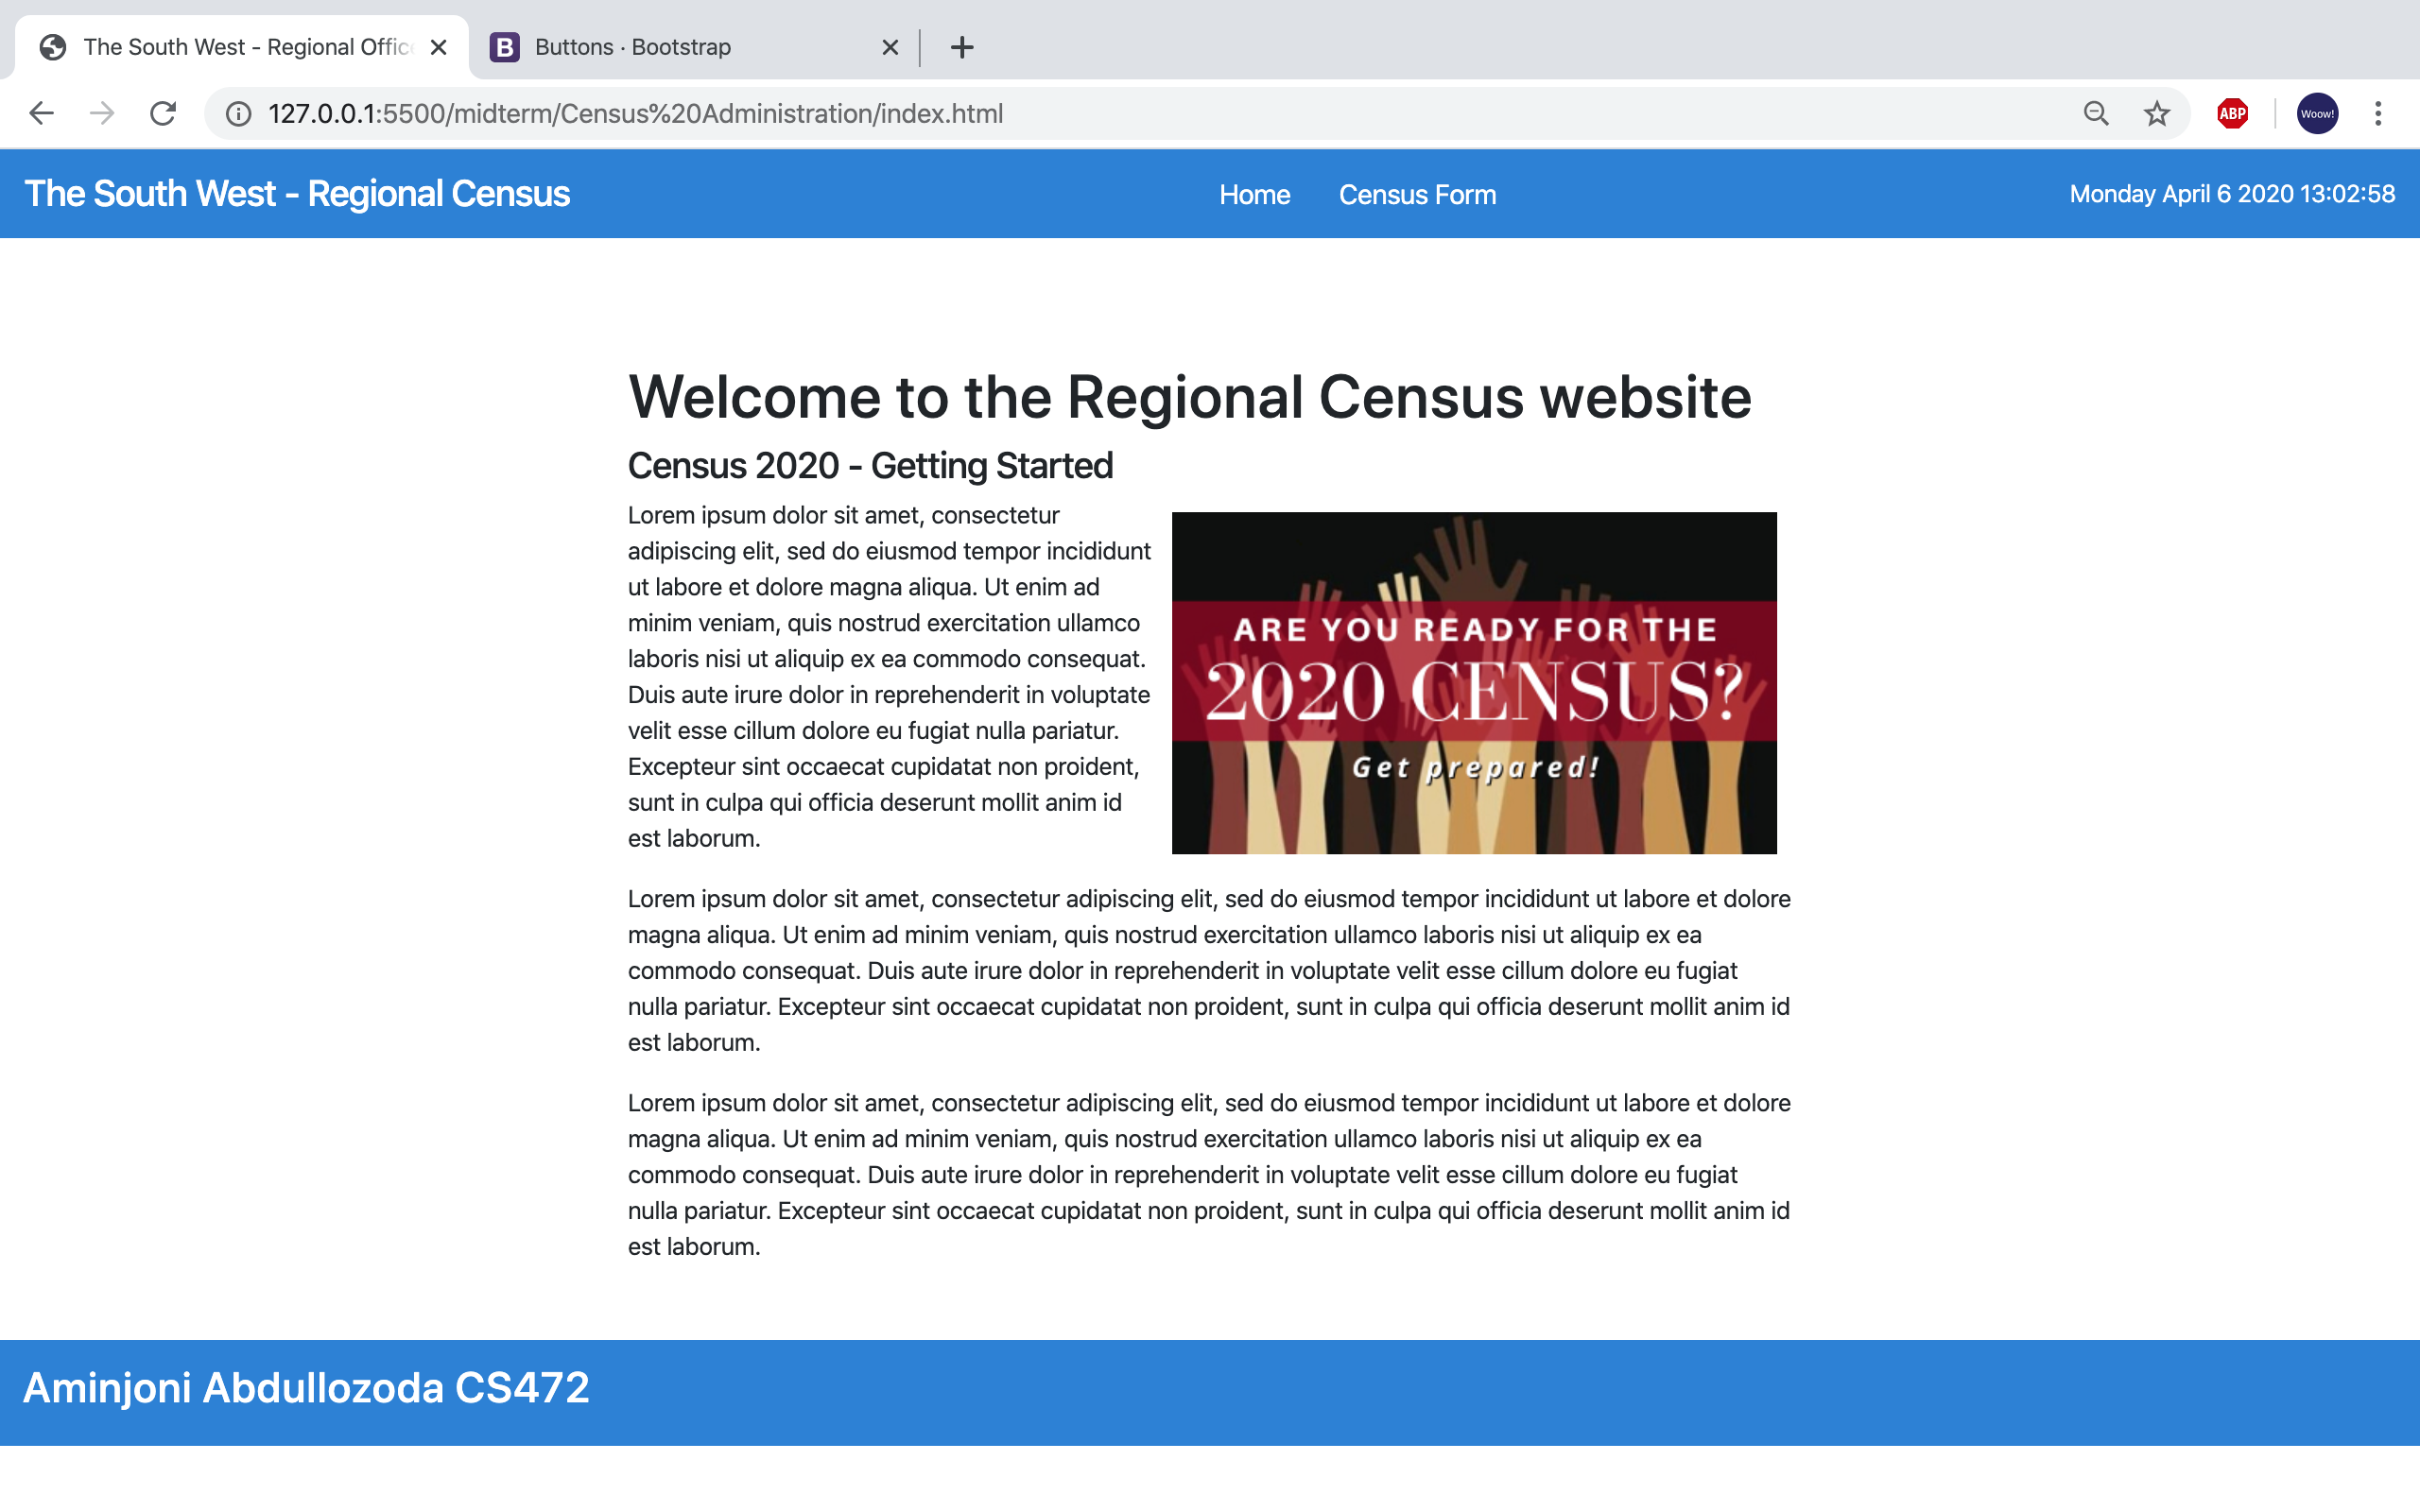 The South West - Regional Offic
Buttons · Bootstrap
127.0.0.1:5500/midterm/Census%20Administration/index.html
ABP
Woow!
The South West - Regional Census
Home
Census Form
Monday April 6 2020 13:02:58
Welcome to the Regional Census website
Census 2020 - Getting Started
Lorem ipsum dolor sit amet, consectetur
adipiscing elit, sed do eiusmod tempor incididunt
ut labore et dolore magna aliqua. Ut enim ad
minim veniam, quis nostrud exercitation ullamco
laboris nisi ut aliquip ex ea commodo consequat.
Duis aute irure dolor in reprehenderit in voluptate
velit esse cillum dolore eu fugiat nulla pariatur.
Excepteur sint occaecat cupidatat non proident,
sunt in culpa qui officia deserunt mollit anim id
est laborum.
ARE YOU READY FOR THE
2020 CENSUS?
Get prepared!
Lorem ipsum dolor sit amet, consectetur adipiscing elit, sed do eiusmod tempor incididunt ut labore et dolore
magna aliqua. Ut enim ad minim veniam, quis nostrud exercitation ullamco laboris nisi ut aliquip ex ea
commodo consequat. Duis aute irure dolor in reprehenderit in voluptate velit esse cillum dolore eu fugiat
nulla pariatur. Excepteur sint occaecat cupidatat non proident, sunt in culpa qui officia deserunt mollit anim id
est laborum.
Lorem ipsum dolor sit amet, consectetur adipiscing elit, sed do eiusmod tempor incididunt ut labore et dolore
magna aliqua. Ut enim ad minim veniam, quis nostrud exercitation ullamco laboris nisi ut aliquip ex ea
commodo consequat. Duis aute irure dolor in reprehenderit in voluptate velit esse cillum dolore eu fugiat
nulla pariatur. Excepteur sint occaecat cupidatat non proident, sunt in culpa qui officia deserunt mollit anim id
est laborum.
Aminjoni Abdullozoda CS472